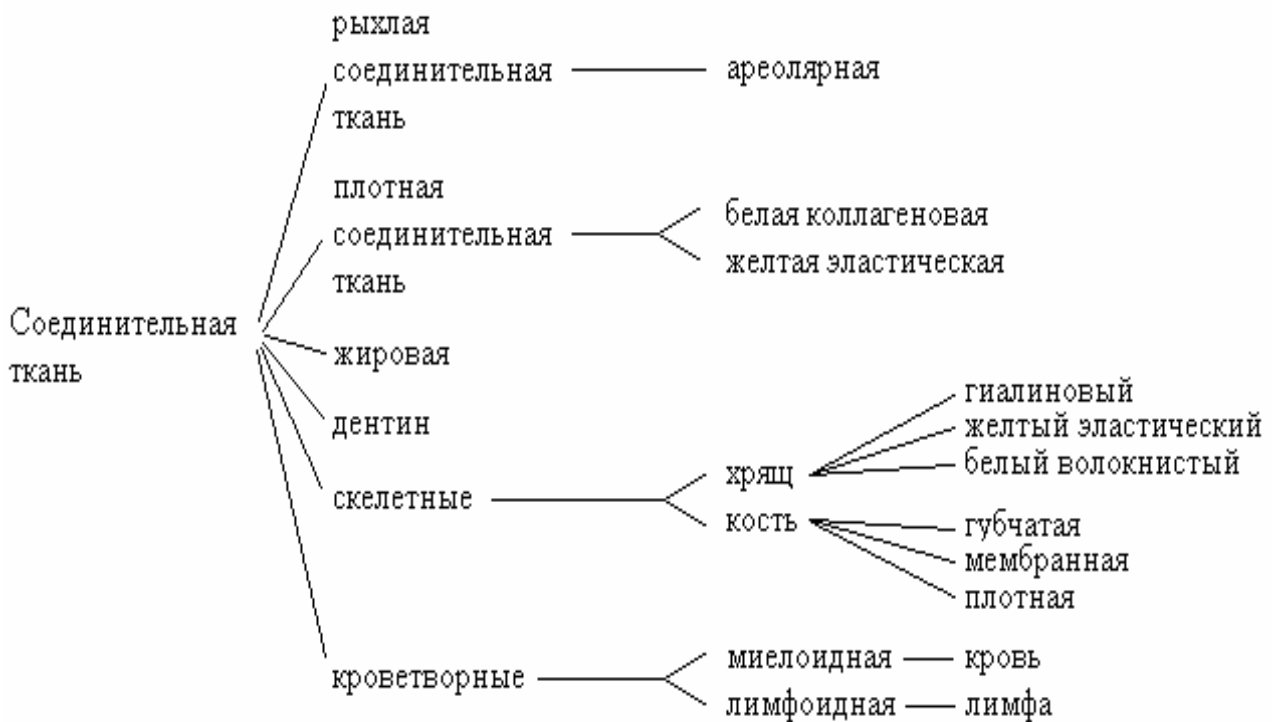 рыхлая
соединительная
ткань
ареолярная
плотная
соединительная
ткань
белая коллагеновая
желтая эластическая
Соединительная
ткань
жировая
дентин
скелетные
хрящ
кость
гиалиновый
желтый эластический
белый волокнистый
губчатая
мембранная
плотная
кроветворные
миелоидная
кровь
лимфоидная
лимфа